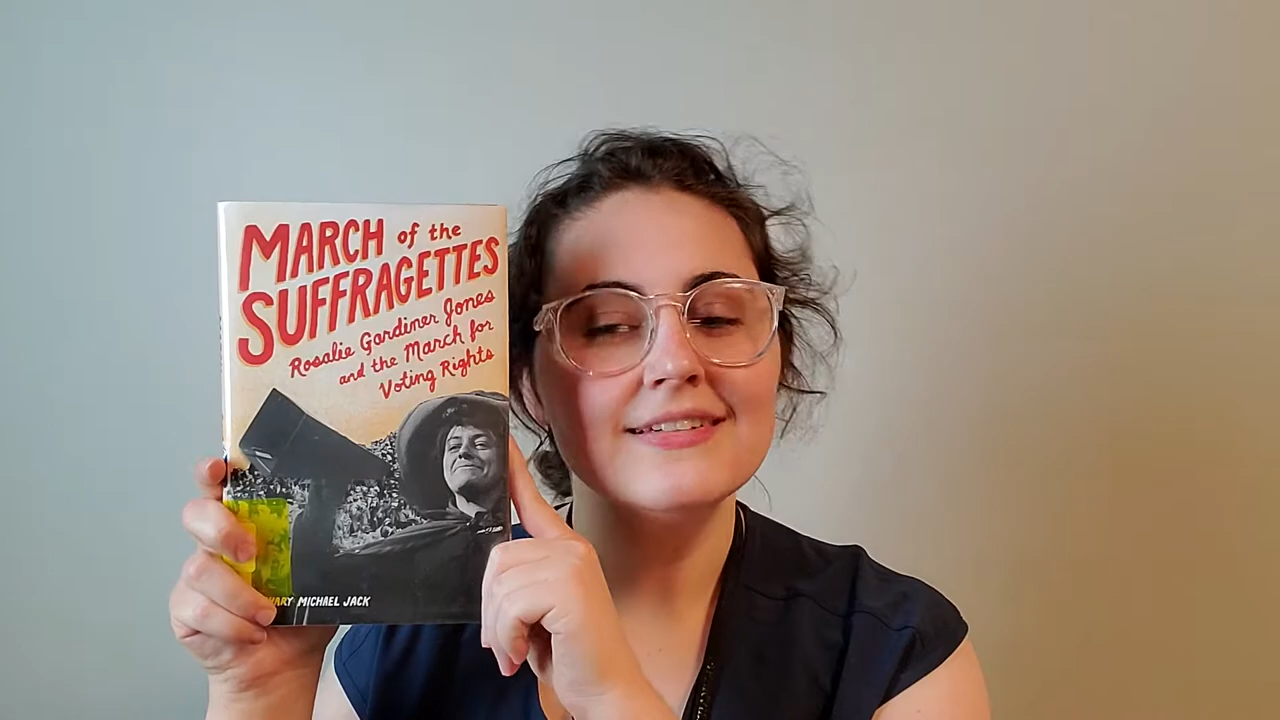 MARCH of the
SUFFRAGETTES
Rosalie Gardiner Jones
and the March for
Voting Rights
MICHAEL JACK